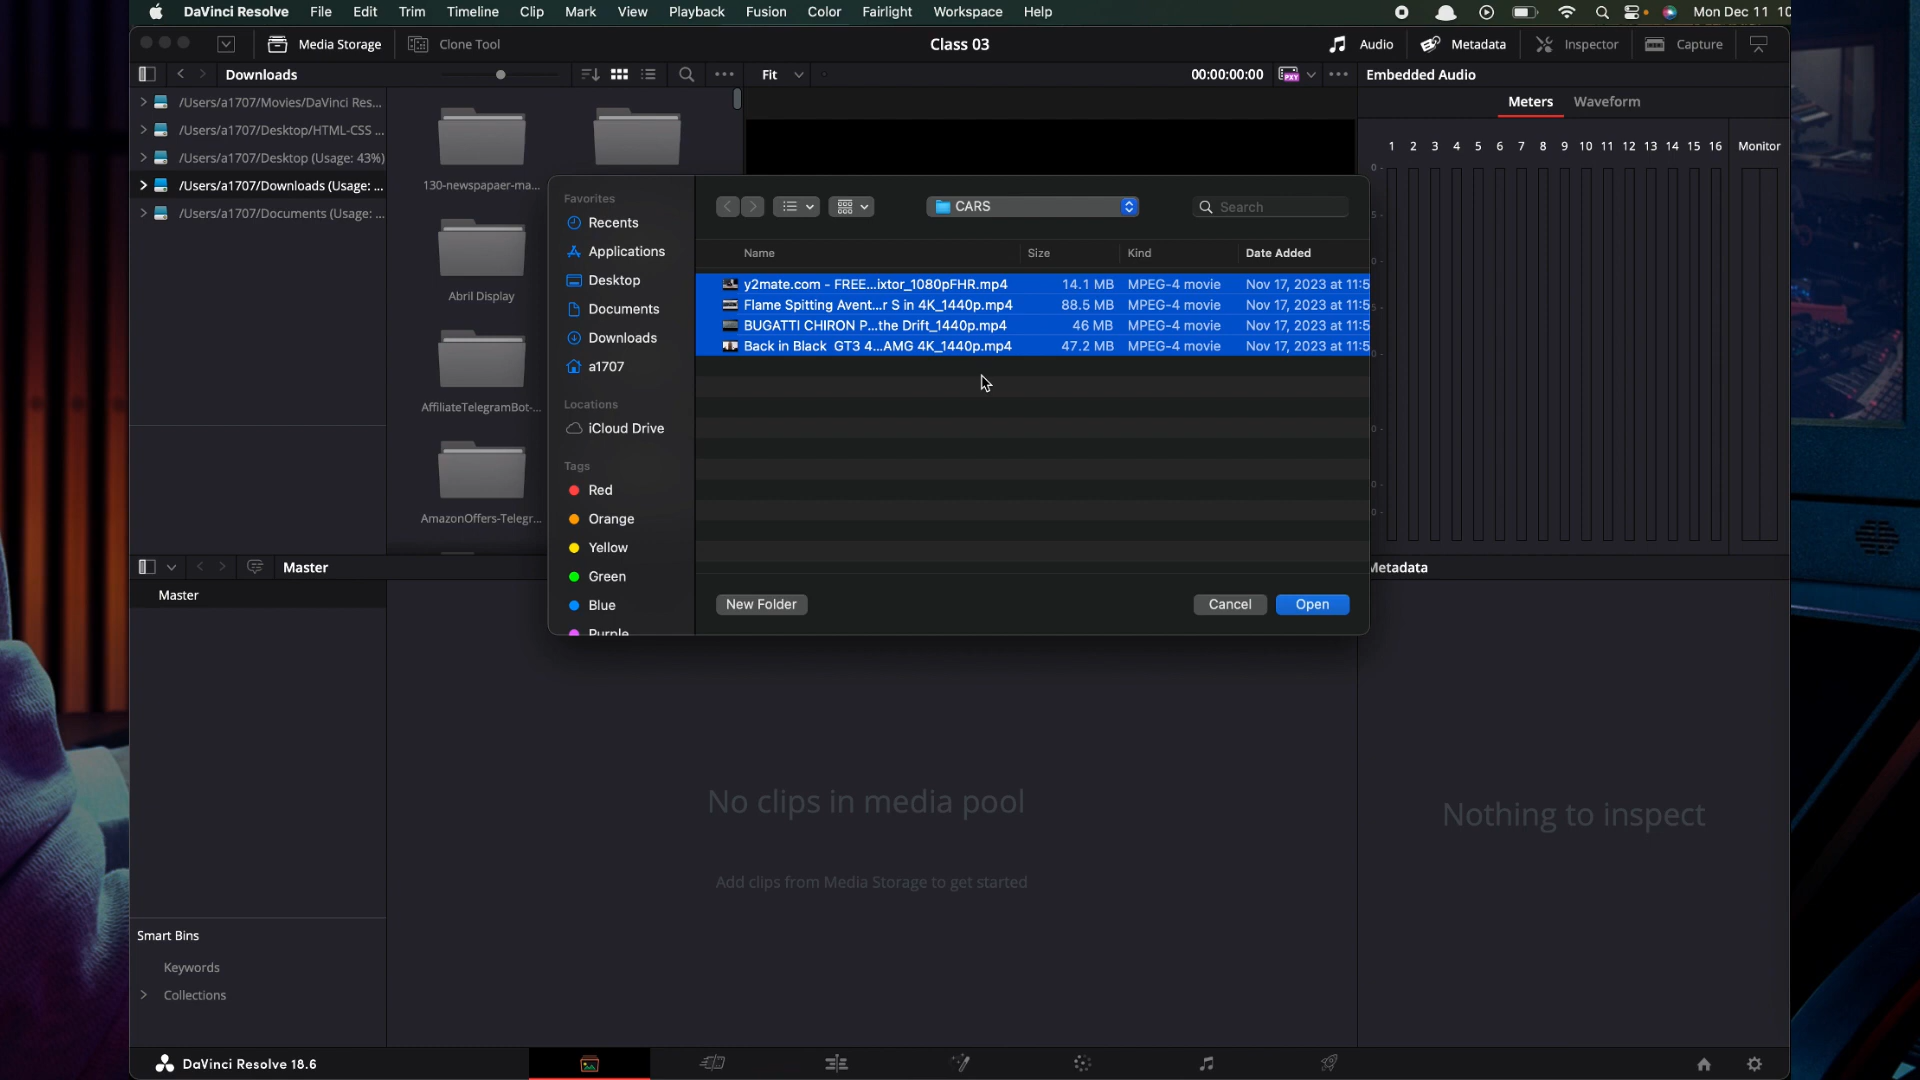 DaVinci Resolve File Edit Trim Timeline Clip Mark View Playback Fusion Color Fairlight Workspace Help Mon Dec 11 10
Media Storage Clone Tool Class 03 Audio Metadata Inspector Capture
Downloads Fit 00:00:00:00 Embedded Audio
Meters Waveform
/Users/a1707/Movies/DaVinci Res...
/Users/a1707/Desktop/HTML-CSS ...
/Users/a1707/Desktop (Usage: 43%)
/Users/a1707/Downloads (Usage: ...
/Users/a1707/Documents (Usage: ...
130-newspapaer-ma...
Abril Display
AffiliateTelegramBot-...
AmazonOffers-Telegr...
1 2 3 4 5 6 7 8 9 10 11 12 13 14 15 16 Monitor
Favorites
Recents
Applications
Desktop
Documents
Downloads
a1707
Locations
iCloud Drive
Tags
Red
Orange
Yellow
Green
Blue
Purple
CARS Search
Name Size Kind Date Added
y2mate.com - FREE...ixtor_1080pFHR.mp4 14.1 MB MPEG-4 movie Nov 17, 2023 at 11:5
Flame Spitting Avent...r S in 4K_1440p.mp4 88.5 MB MPEG-4 movie Nov 17, 2023 at 11:5
BUGATTI CHIRON P...the Drift_1440p.mp4 46 MB MPEG-4 movie Nov 17, 2023 at 11:5
Back in Black GT3 4...AMG 4K_1440p.mp4 47.2 MB MPEG-4 movie Nov 17, 2023 at 11:5
New Folder Cancel Open
Master
Master
Metadata
No clips in media pool
Add clips from Media Storage to get started
Nothing to inspect
Smart Bins
Keywords
Collections
DaVinci Resolve 18.6